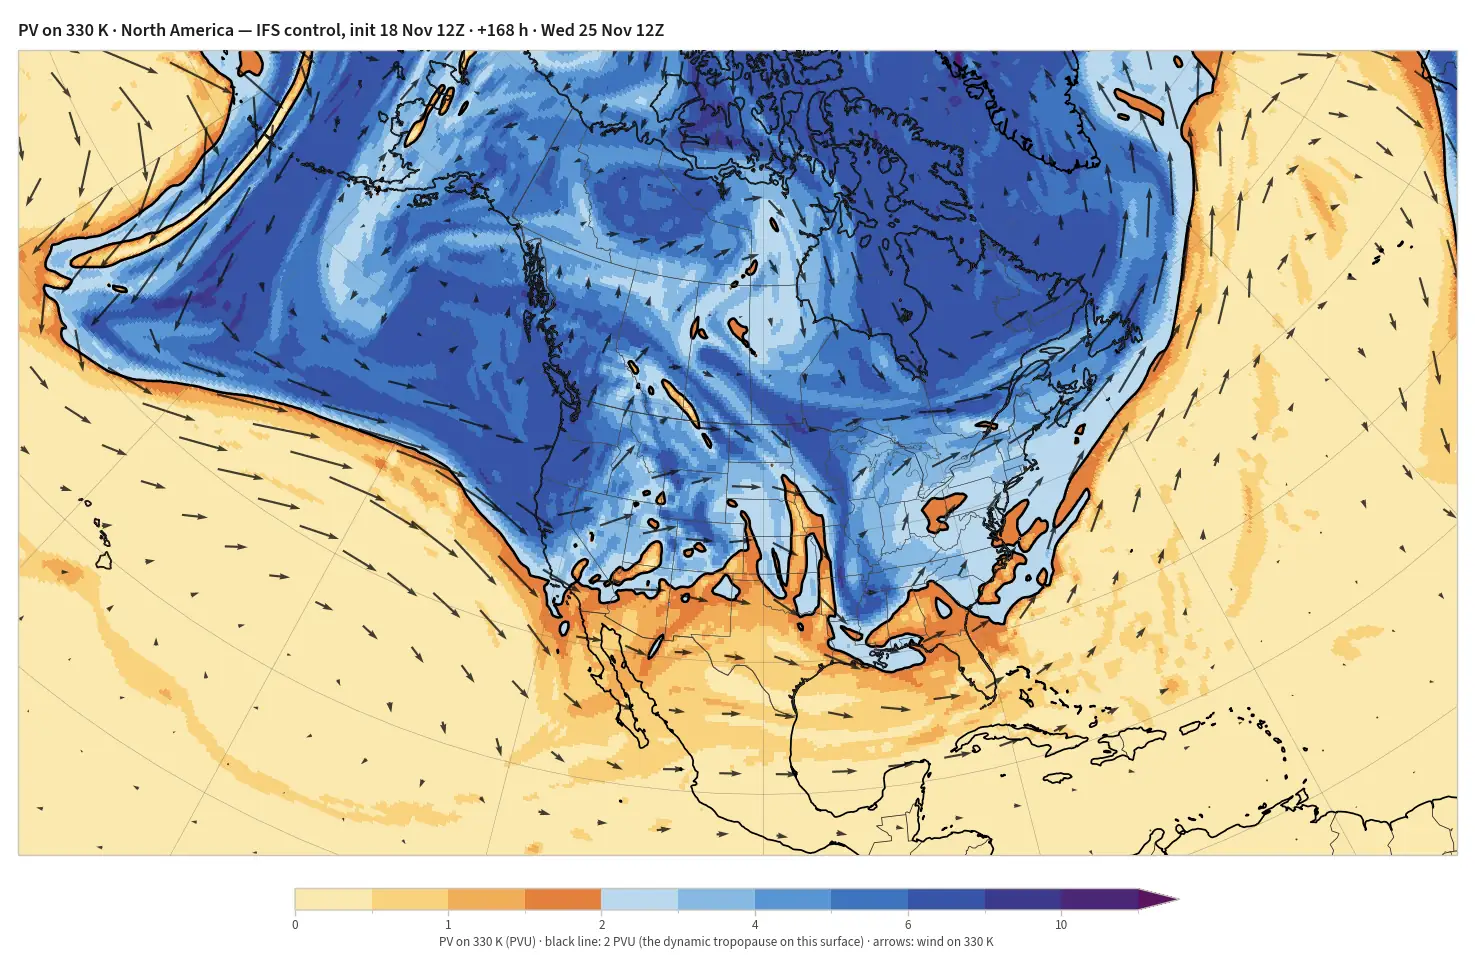 PV on 330 K · North America — IFS control, init 18 Nov 12Z · +168 h · Wed 25 Nov 12Z
0 1 2 4 6 10
PV on 330 K (PVU) · black line: 2 PVU (the dynamic tropopause on this surface) · arrows: wind on 330 K